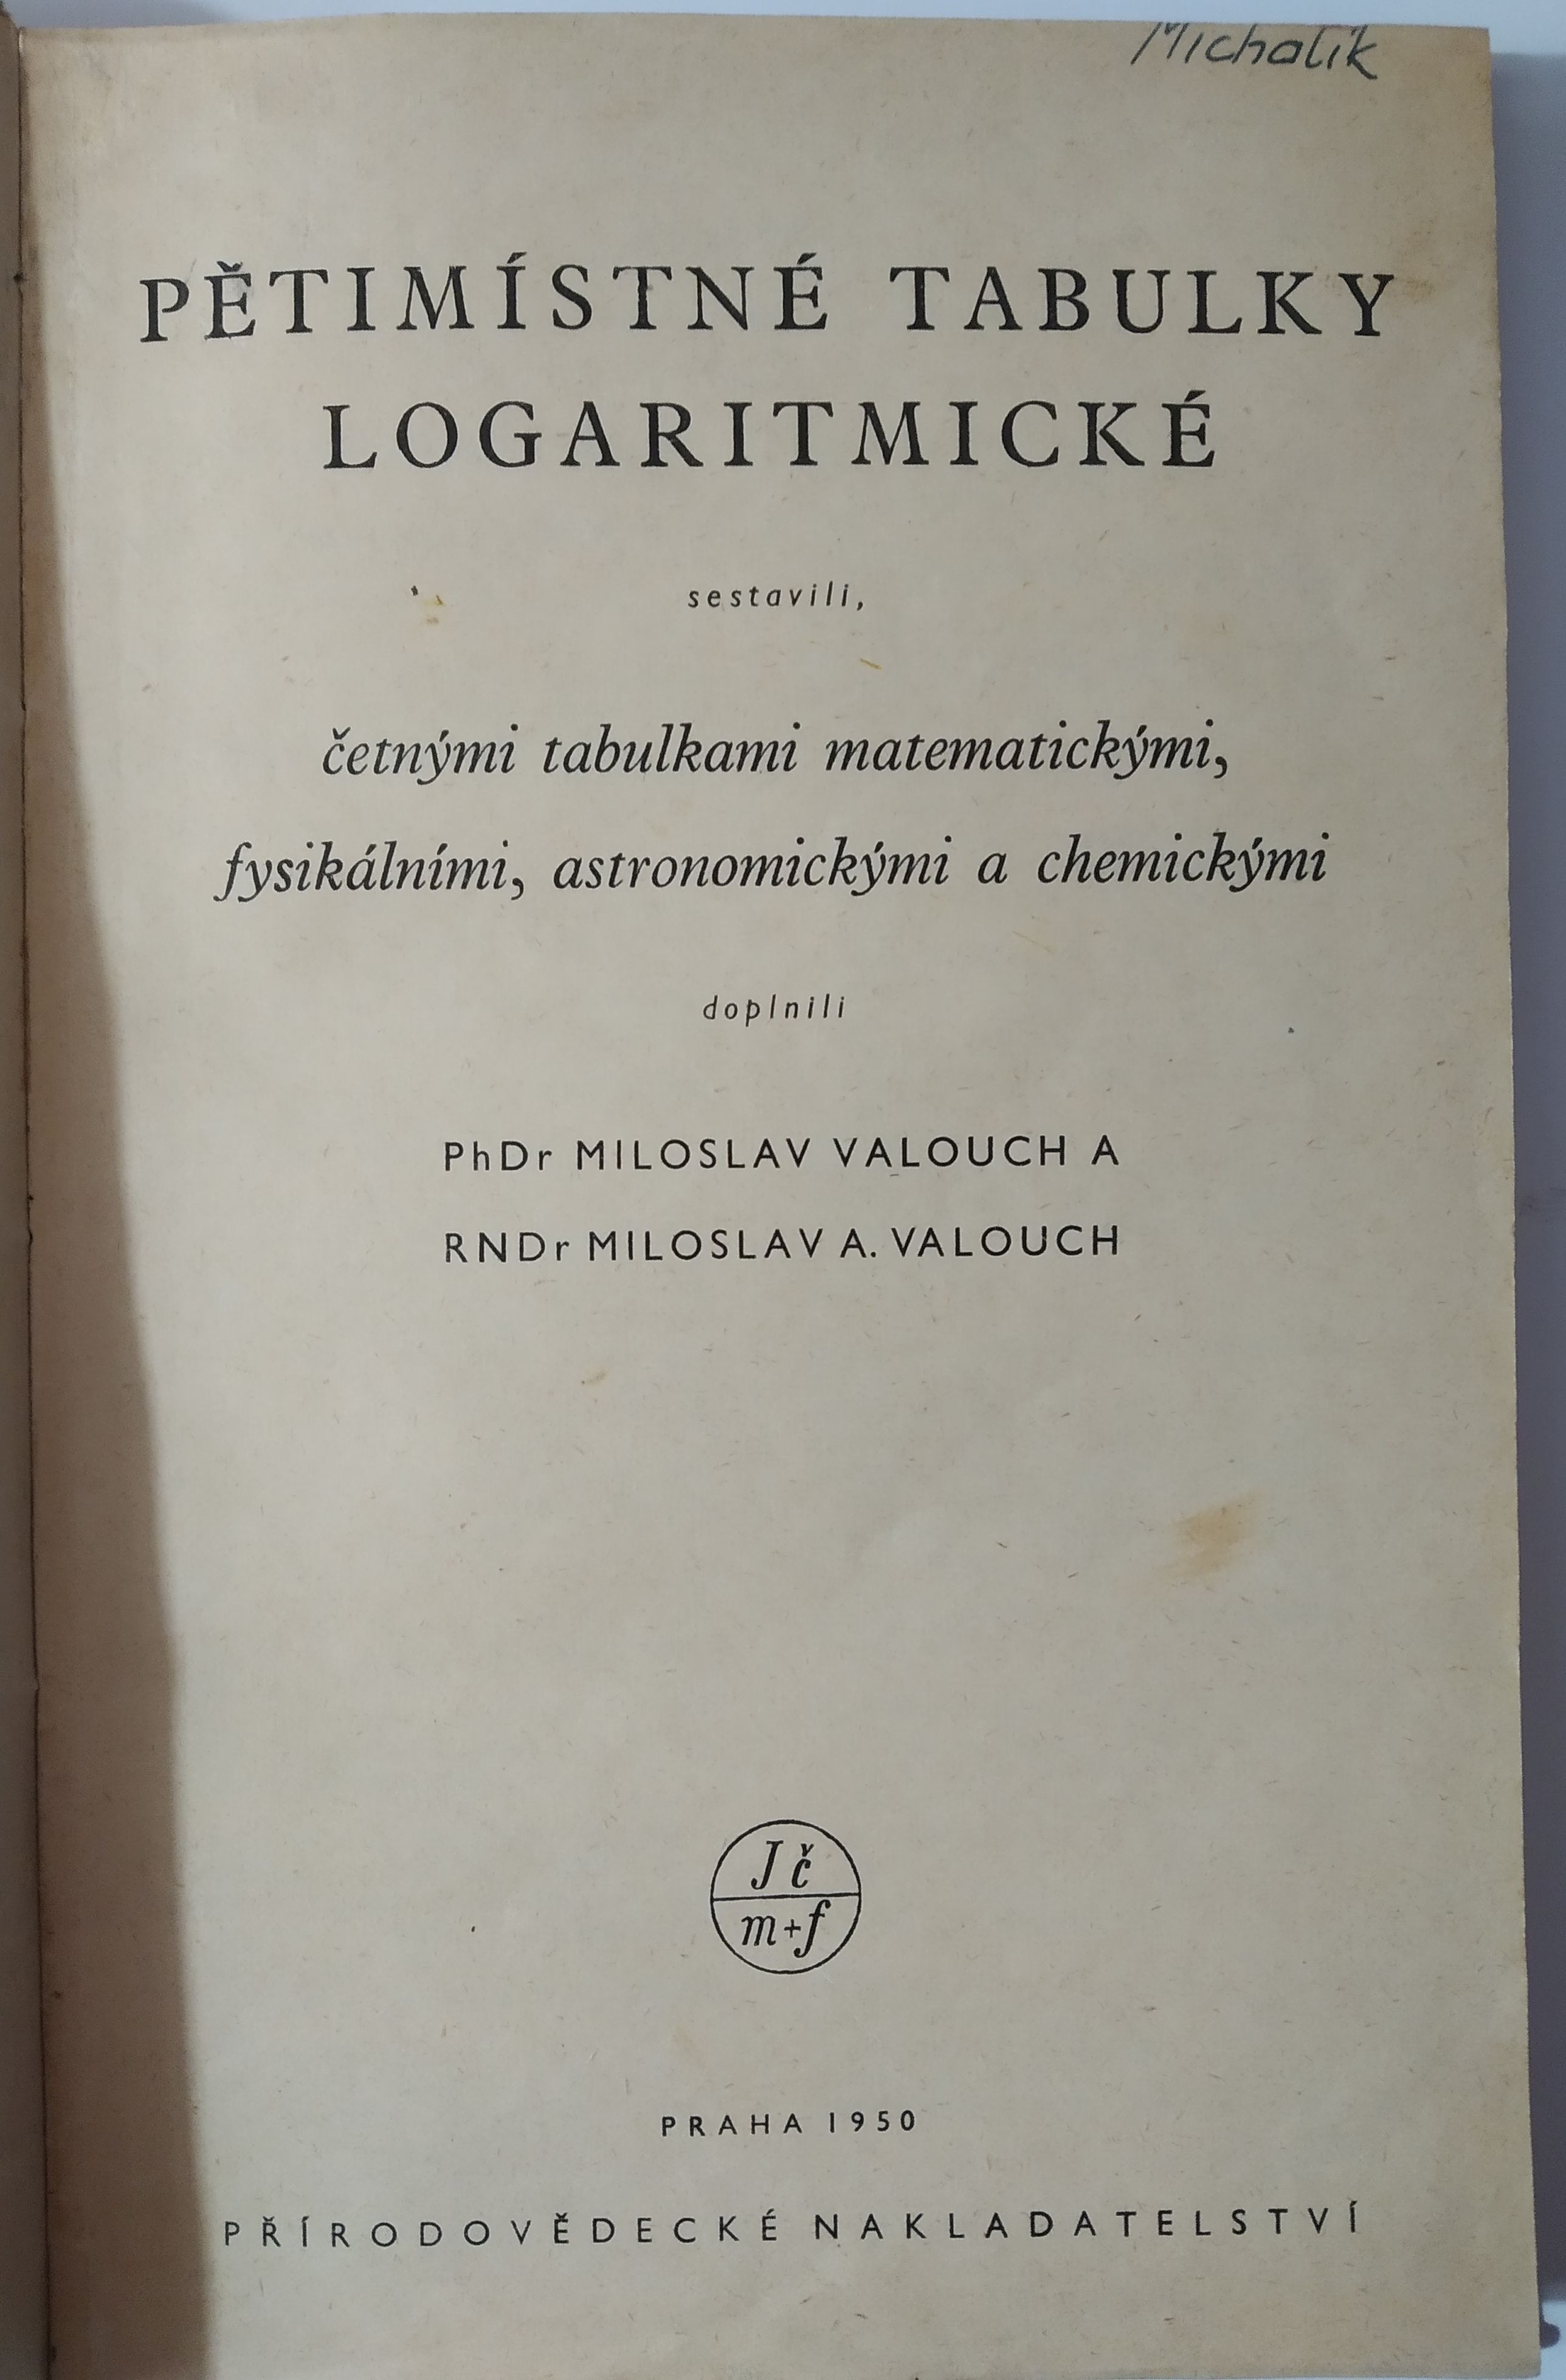 Michalík
PĚTIMÍSTNÉ TABULKY
LOGARITMICKÉ
sestavili,
četnými tabulkami matematickými,
fysikálními, astronomickými a chemickými
doplnili
PhDr MILOSLAV VALOUCH A
RNDr MILOSLAV A. VALOUCH
J č
m+f
PRAHA 1950
PŘÍRODOVĚDECKÉ NAKLADATELSTVÍ